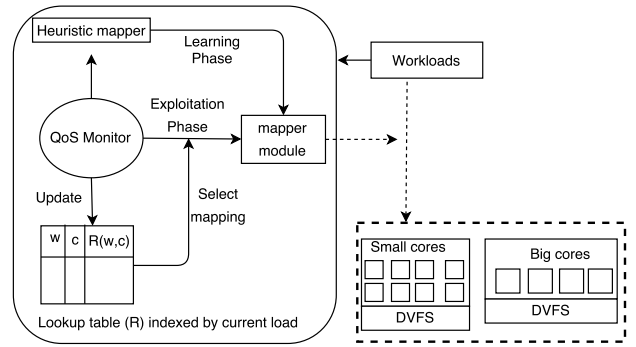 Heuristic mapper
Learning
Phase
Workloads
Exploitation
Phase
QoS Monitor
mapper
module
Update
Select
mapping
w c R(w,c)
Small cores
Big cores
DVFS
DVFS
Lookup table (R) indexed by current load